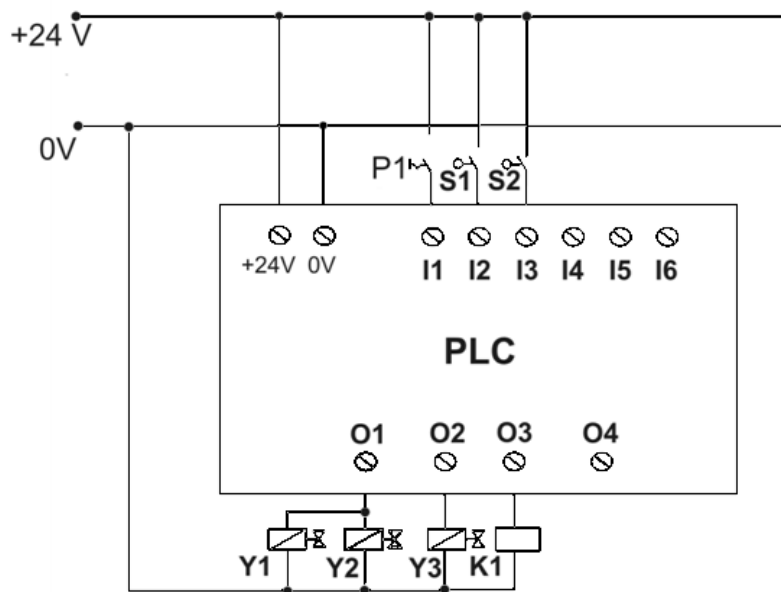 +24 V
0V
P1 S1 S2
+24V 0V I1 I2 I3 I4 I5 I6
PLC
O1 O2 O3 O4
Y1 Y2 Y3 K1